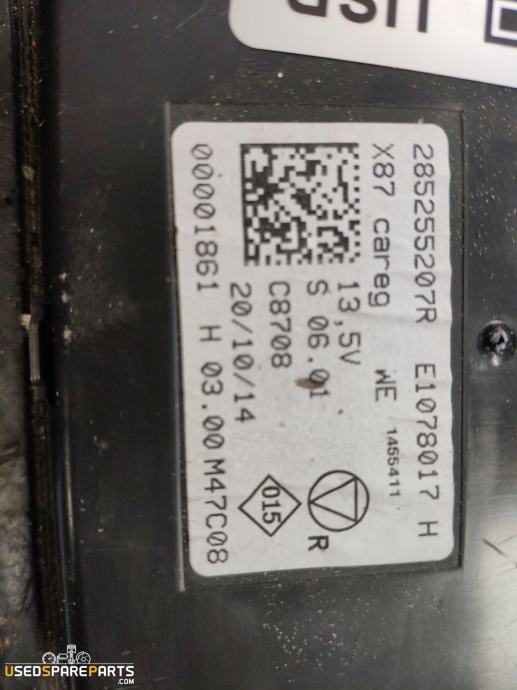 USB
285255207R E1078017 H
X87 careg WE 1455411
13,5V
S 06.01 R
C8708 015
20/10/14
00001861 H 03.00 M47C08
USEDSPAREPARTS
.COM